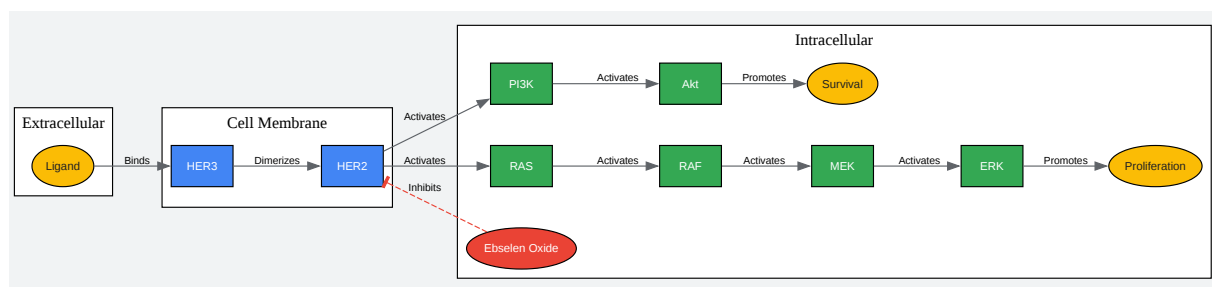 Intracellular
PI3K
Activates
Akt
Promotes
Survival
Activates
Extracellular
Cell Membrane
Ligand
Binds
HER3
Dimerizes
HER2
Activates
RAS
Activates
RAF
Activates
MEK
Activates
ERK
Promotes
Proliferation
Inhibits
Ebselen Oxide